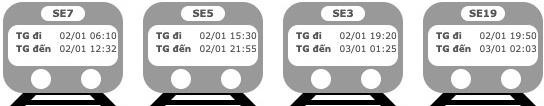 SE7
TG đi 02/01 06:10
TG đến 02/01 12:32
SE5
TG đi 02/01 15:30
TG đến 02/01 21:55
SE3
TG đi 02/01 19:20
TG đến 03/01 01:25
SE19
TG đi 02/01 19:50
TG đến 03/01 02:03